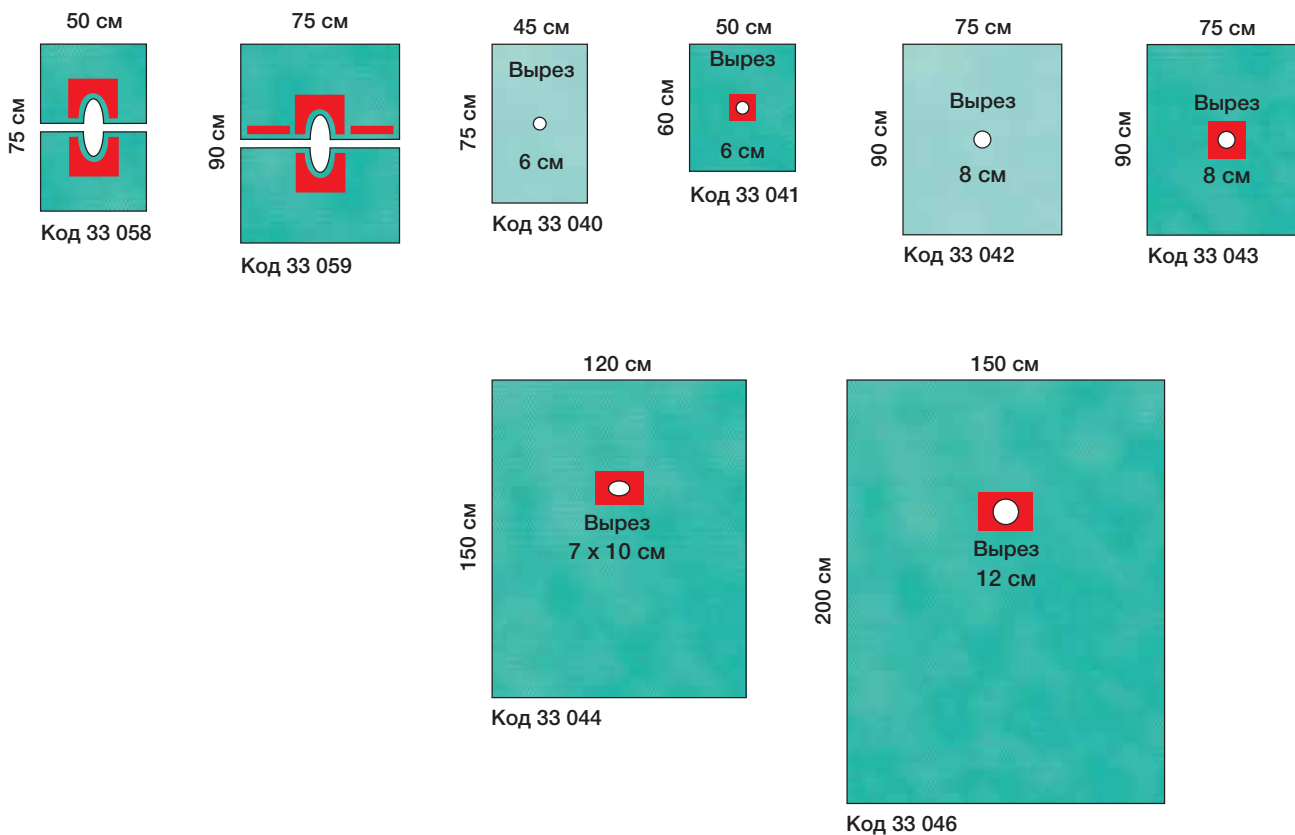 50 см
75 см
Код 33 058
75 см
90 см
Код 33 059
45 см
75 см
Вырез
6 см
Код 33 040
50 см
60 см
Вырез
6 см
Код 33 041
75 см
90 см
Вырез
8 см
Код 33 042
75 см
90 см
Вырез
8 см
Код 33 043
120 см
150 см
Вырез
7 x 10 см
Код 33 044
150 см
200 см
Вырез
12 см
Код 33 046